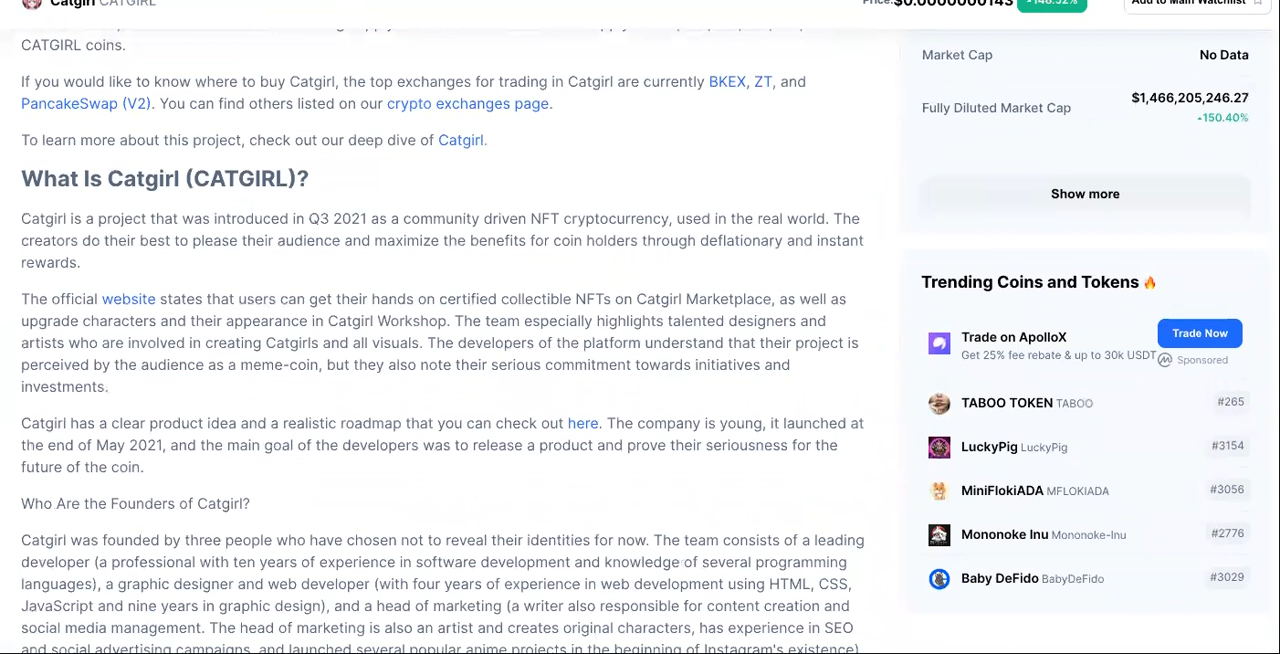 Catgirl CATGIRL
Price: $0.0000000143
148.52%
Add to Main Watchlist
CATGIRL coins.
If you would like to know where to buy Catgirl, the top exchanges for trading in Catgirl are currently BKEX, ZT, and
PancakeSwap (V2). You can find others listed on our crypto exchanges page.
To learn more about this project, check out our deep dive of Catgirl.
What Is Catgirl (CATGIRL)?
Catgirl is a project that was introduced in Q3 2021 as a community driven NFT cryptocurrency, used in the real world. The
creators do their best to please their audience and maximize the benefits for coin holders through deflationary and instant
rewards.
The official website states that users can get their hands on certified collectible NFTs on Catgirl Marketplace, as well as
upgrade characters and their appearance in Catgirl Workshop. The team especially highlights talented designers and
artists who are involved in creating Catgirls and all visuals. The developers of the platform understand that their project is
perceived by the audience as a meme-coin, but they also note their serious commitment towards initiatives and
investments.
Catgirl has a clear product idea and a realistic roadmap that you can check out here. The company is young, it launched at
the end of May 2021, and the main goal of the developers was to release a product and prove their seriousness for the
future of the coin.
Who Are the Founders of Catgirl?
Catgirl was founded by three people who have chosen not to reveal their identities for now. The team consists of a leading
developer (a professional with ten years of experience in software development and knowledge of several programming
languages), a graphic designer and web developer (with four years of experience in web development using HTML, CSS,
JavaScript and nine years in graphic design), and a head of marketing (a writer also responsible for content creation and
social media management. The head of marketing is also an artist and creates original characters, has experience in SEO
and social advertising campaigns, and launched several popular anime projects in the beginning of Instagram's existence)
Market Cap
No Data
Fully Diluted Market Cap
$1,466,205,246.27
150.40%
Show more
Trending Coins and Tokens
Trade on ApolloX
Get 25% fee rebate & up to 30k USDT
Trade Now
Sponsored
TABOO TOKEN TABOO #265
LuckyPig LuckyPig #3154
MiniFlokiADA MFLOKIADA #3056
Mononoke Inu Mononoke-Inu #2776
Baby DeFido BabyDeFido #3029